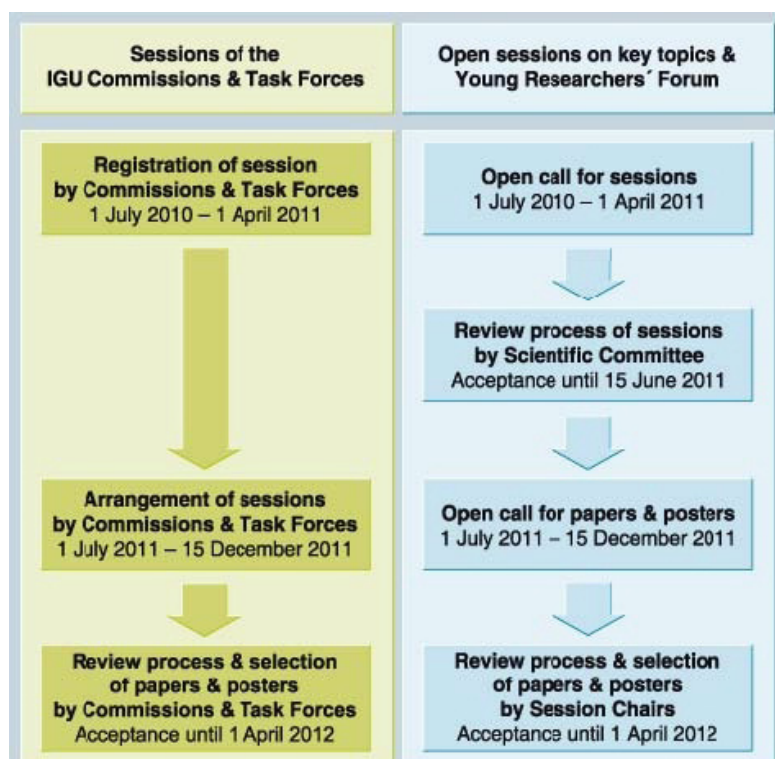 Sessions of the
IGU Commissions & Task Forces
Registration of session
by Commissions & Task Forces
1 July 2010 – 1 April 2011
Arrangement of sessions
by Commissions & Task Forces
1 July 2011 – 15 December 2011
Review process & selection
of papers & posters
by Commissions & Task Forces
Acceptance until 1 April 2012
Open sessions on key topics &
Young Researchers´ Forum
Open call for sessions
1 July 2010 – 1 April 2011
Review process of sessions
by Scientific Committee
Acceptance until 15 June 2011
Open call for papers & posters
1 July 2011 – 15 December 2011
Review process & selection
of papers & posters
by Session Chairs
Acceptance until 1 April 2012